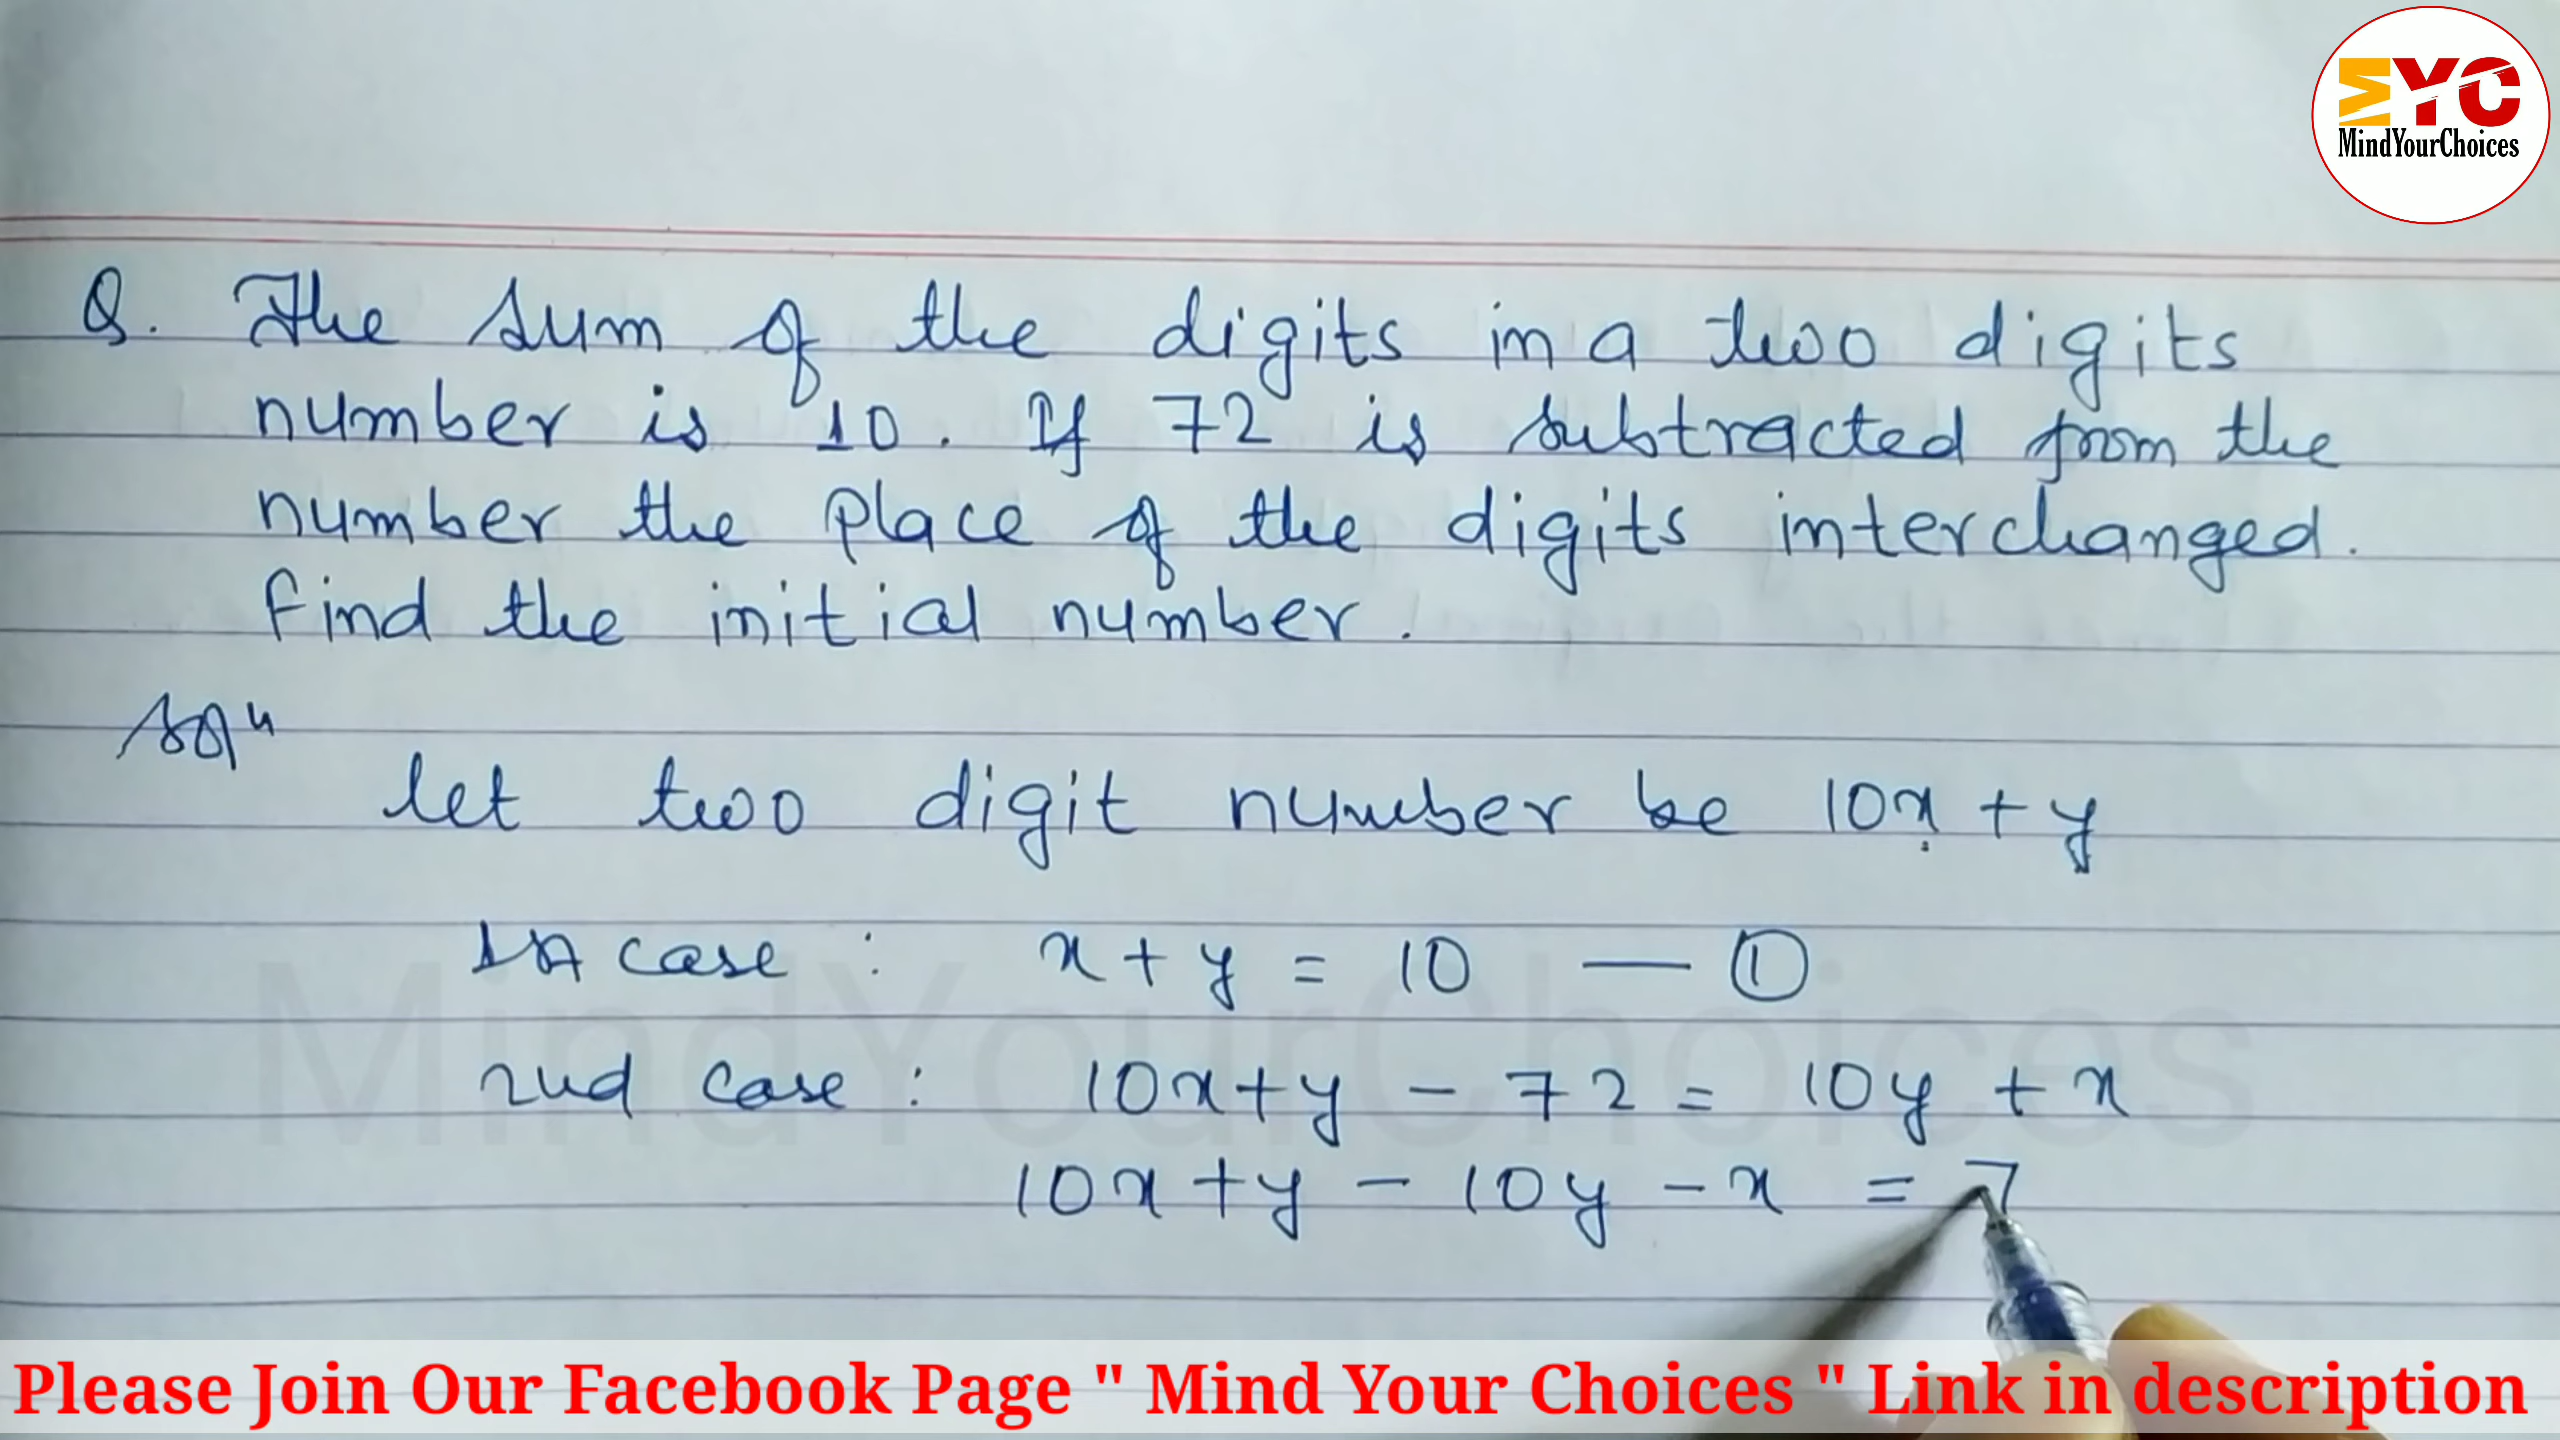 MYC
MindYourChoices
Q. The sum of the digits in a two digits
number is 10. If 72 is subtracted from the
number the place of the digits interchanged.
Find the initial number.
Solⁿ
let two digit number be 10x + y
1st case : x + y = 10 — ①
2nd case : 10x + y - 72 = 10y + x
10x + y - 10y - x = 7
MindYourChoices
Please Join Our Facebook Page " Mind Your Choices " Link in description